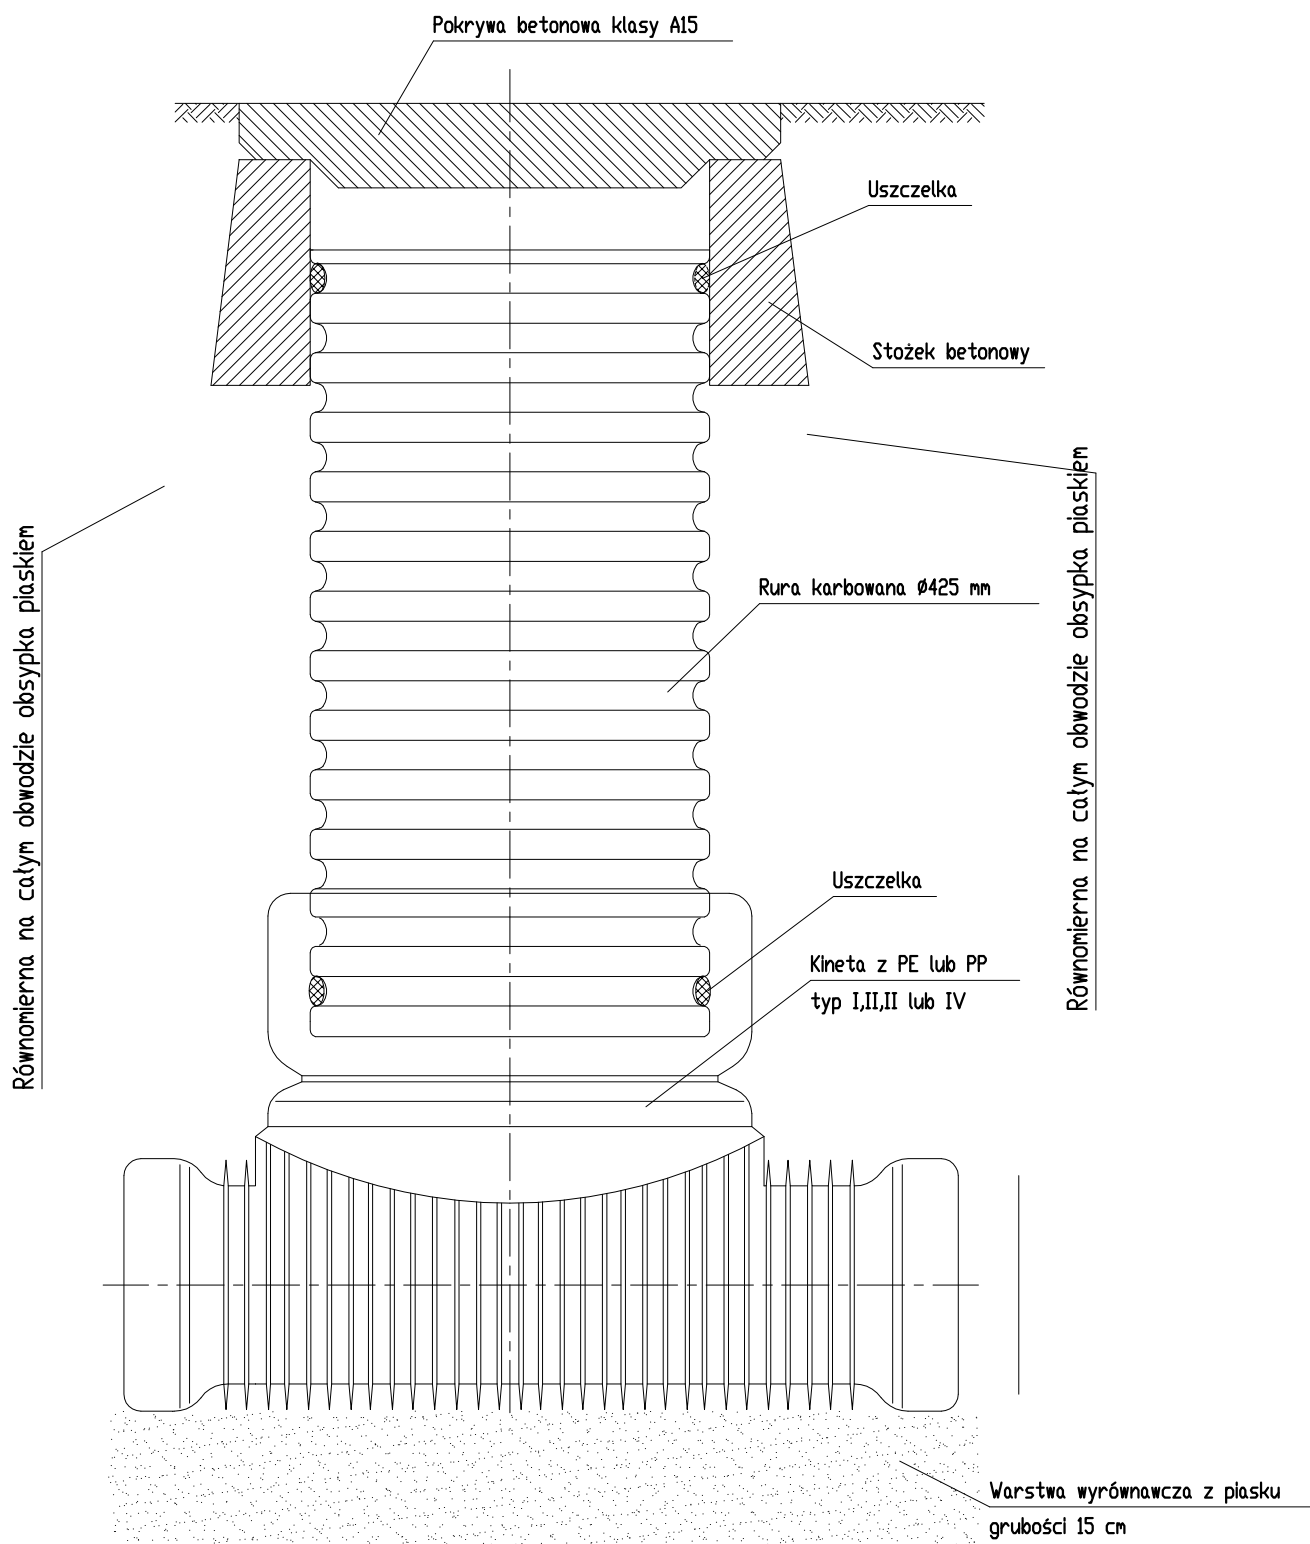 Pokrywa betonowa klasy A15
Uszczelka
Stożek betonowy
Równomierna na całym obwodzie obsypka piaskiem
Równomierna na całym obwodzie obsypka piaskiem
Rura karbowana Ø425 mm
Uszczelka
Kineta z PE lub PP
typ I,II,II lub IV
Warstwa wyrównawcza z piasku
grubości 15 cm